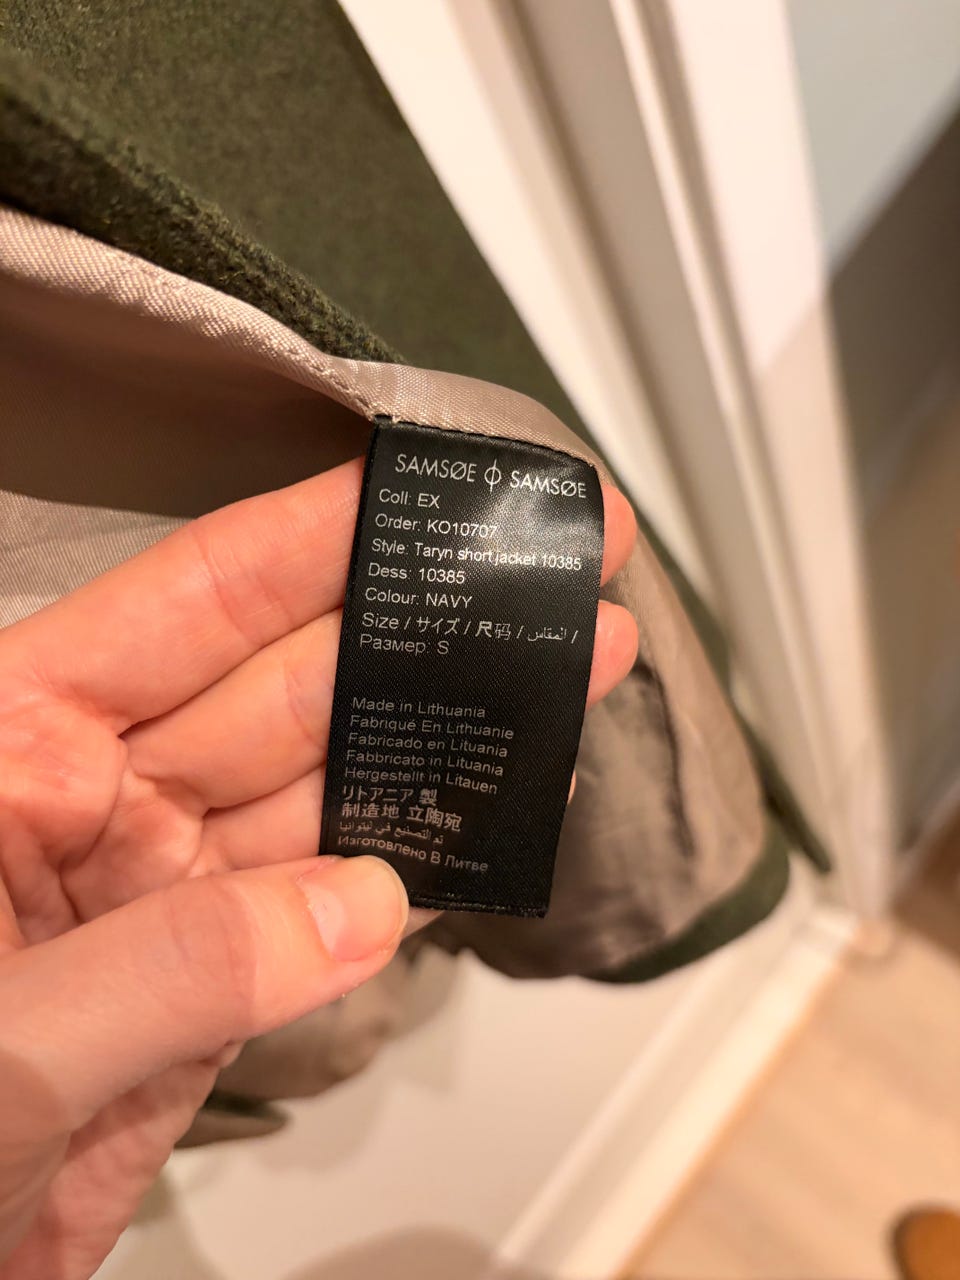 SAMSØE ϕ SAMSØE
Coll: EX
Order: KO10707
Style: Taryn short jacket 10385
Dess: 10385
Colour: NAVY
Size / サイズ / 尺码 / المقاس /
Размер: S
Made in Lithuania
Fabriqué En Lithuanie
Fabricado en Lituania
Fabbricato in Lituania
Hergestellt in Litauen
リトアニア 製
制造地 立陶宛
تم التصنيع في ليتوانيا
Изготовлено В Литве